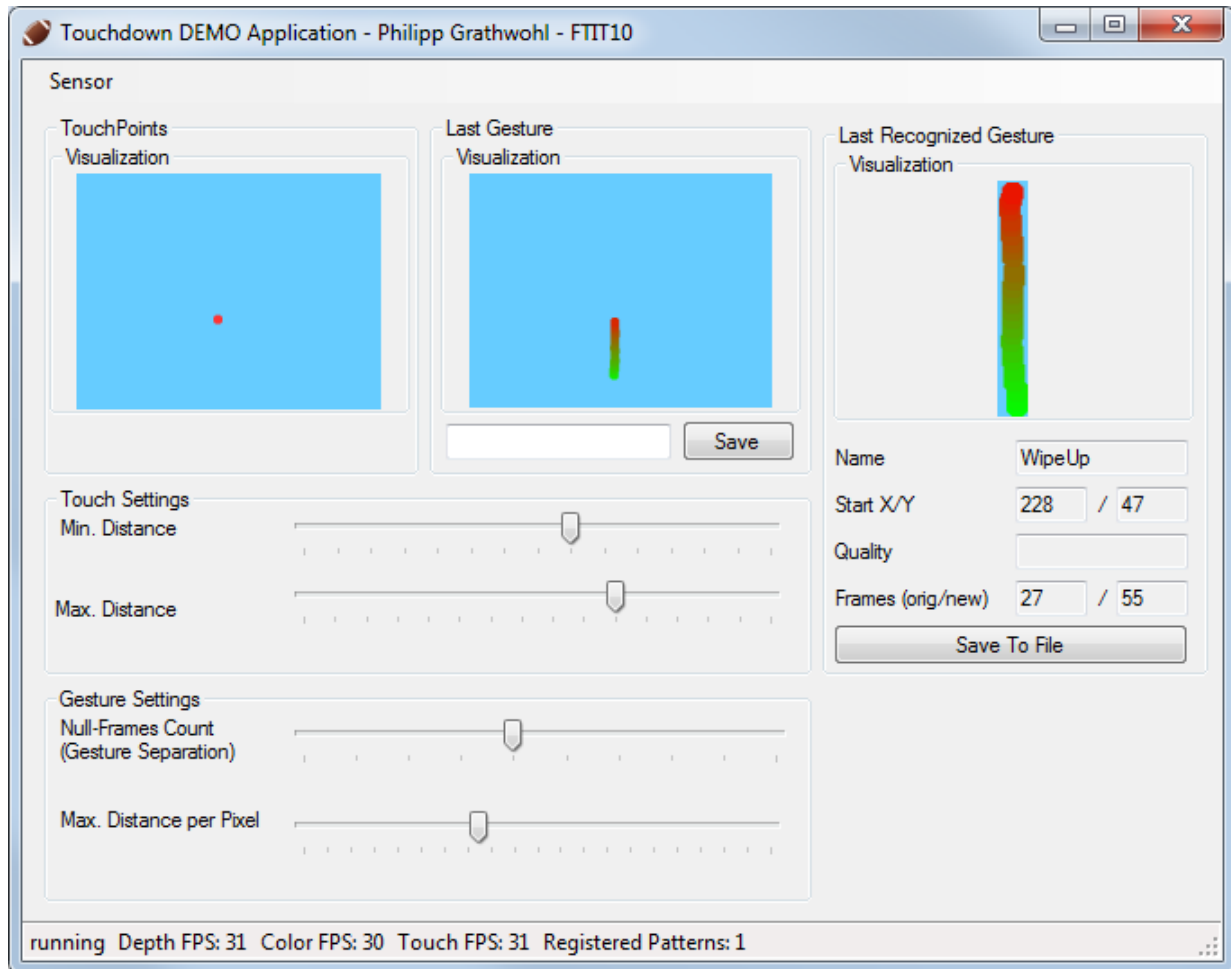 Touchdown DEMO Application - Philipp Grathwohl - FTIT10
Sensor
TouchPoints
Visualization
Last Gesture
Visualization
Save
Last Recognized Gesture
Visualization
Name WipeUp
Start X/Y 228 / 47
Quality
Frames (orig/new) 27 / 55
Save To File
Touch Settings
Min. Distance
Max. Distance
Gesture Settings
Null-Frames Count
(Gesture Separation)
Max. Distance per Pixel
running Depth FPS: 31 Color FPS: 30 Touch FPS: 31 Registered Patterns: 1